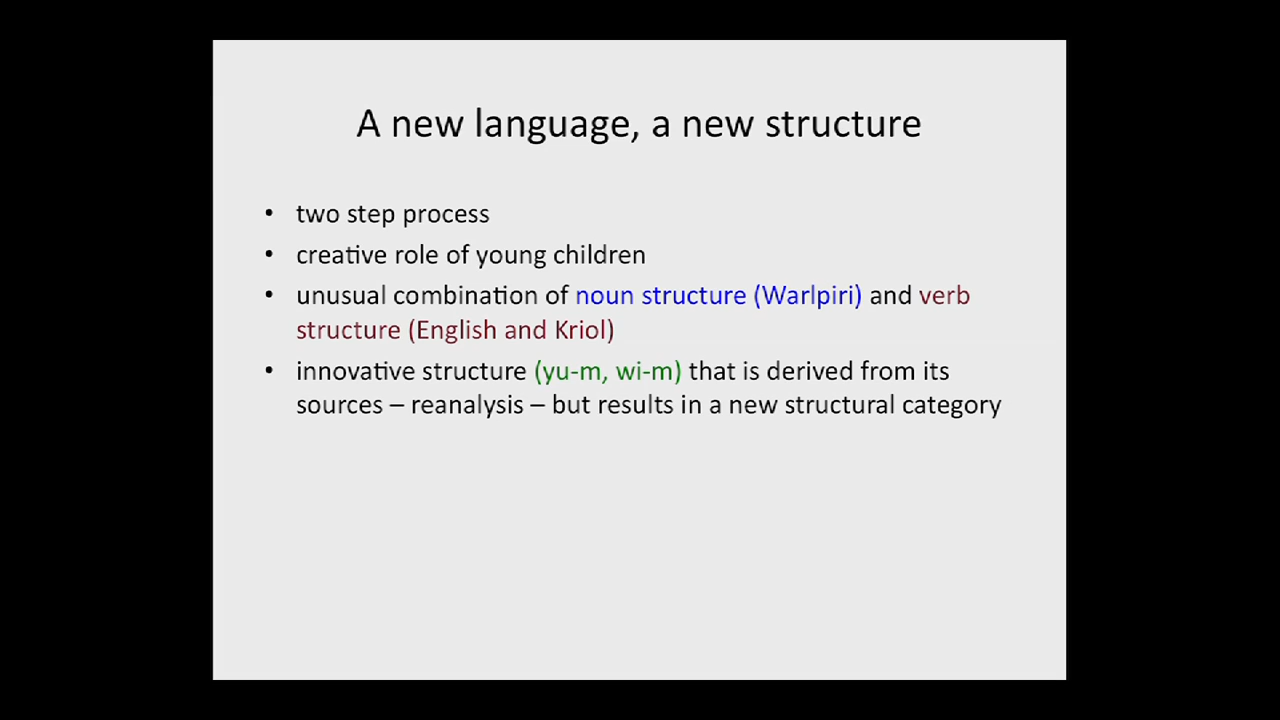 A new language, a new structure
• two step process
• creative role of young children
• unusual combination of noun structure (Warlpiri) and verb
structure (English and Kriol)
• innovative structure (yu-m, wi-m) that is derived from its
sources – reanalysis – but results in a new structural category